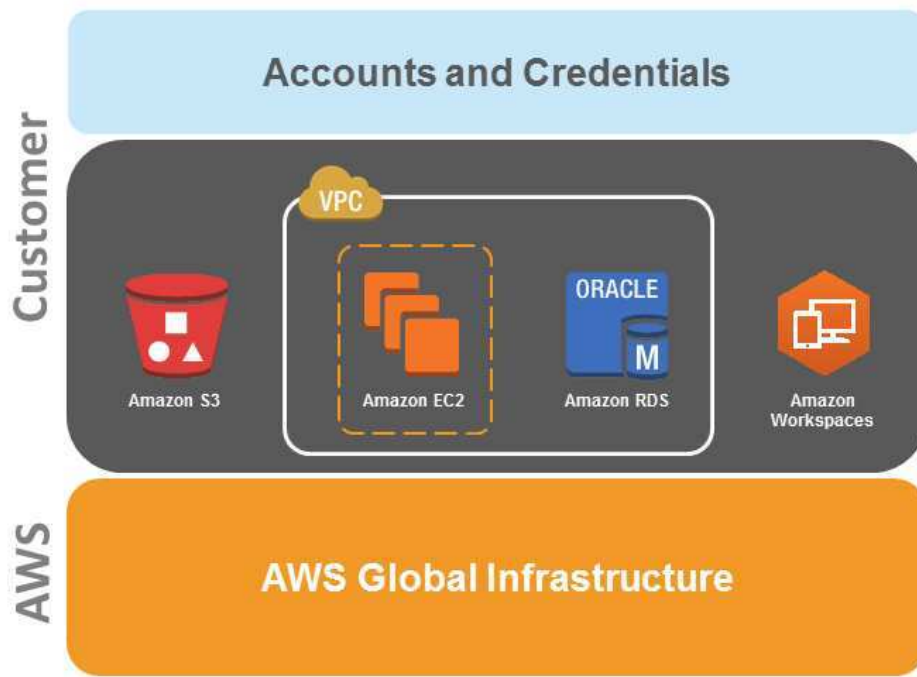 Customer
Accounts and Credentials
VPC
ORACLE
M
Amazon S3
Amazon EC2
Amazon RDS
Amazon
Workspaces
AWS
AWS Global Infrastructure